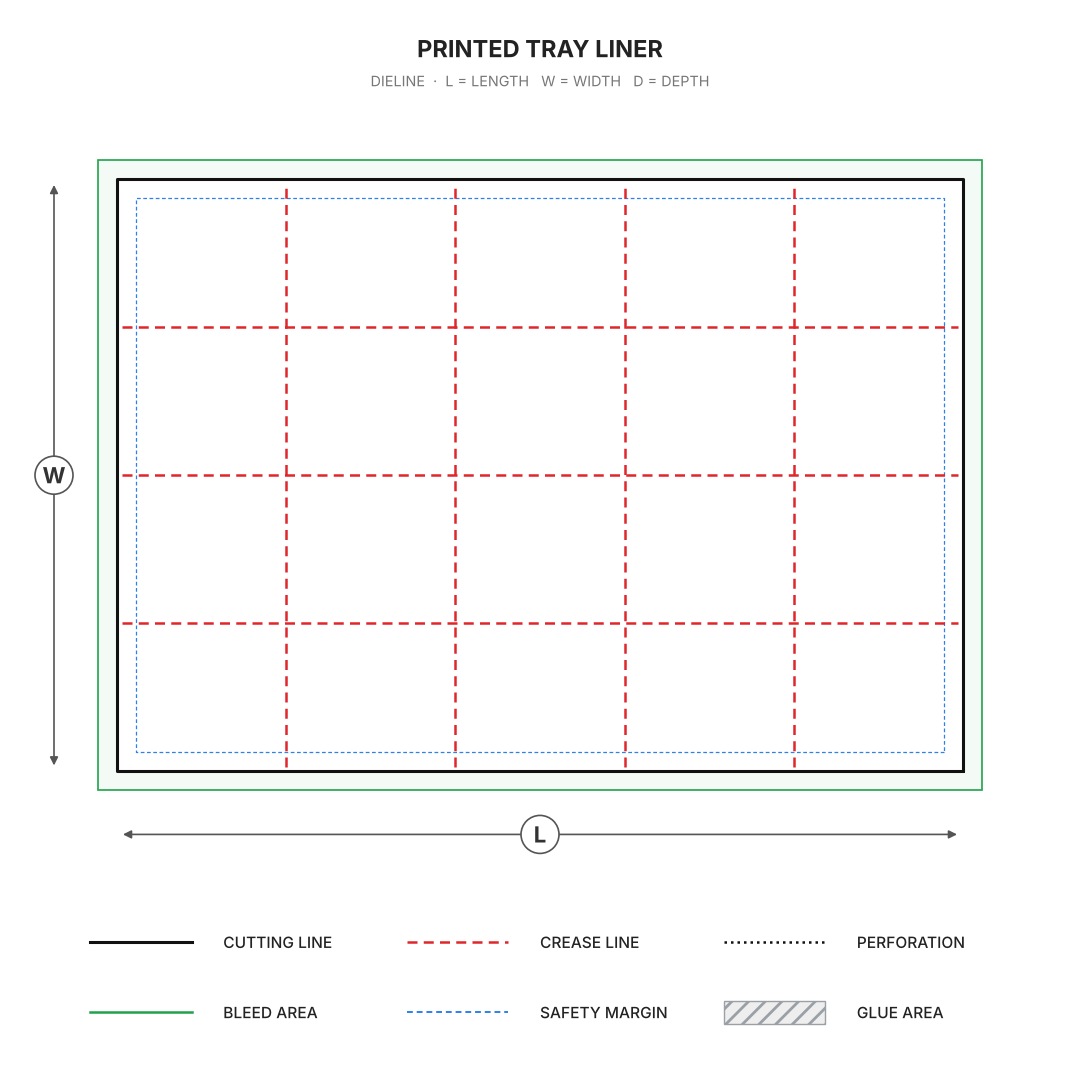 PRINTED TRAY LINER
DIELINE · L = LENGTH W = WIDTH D = DEPTH
W
L
CUTTING LINE
CREASE LINE
PERFORATION
BLEED AREA
SAFETY MARGIN
GLUE AREA